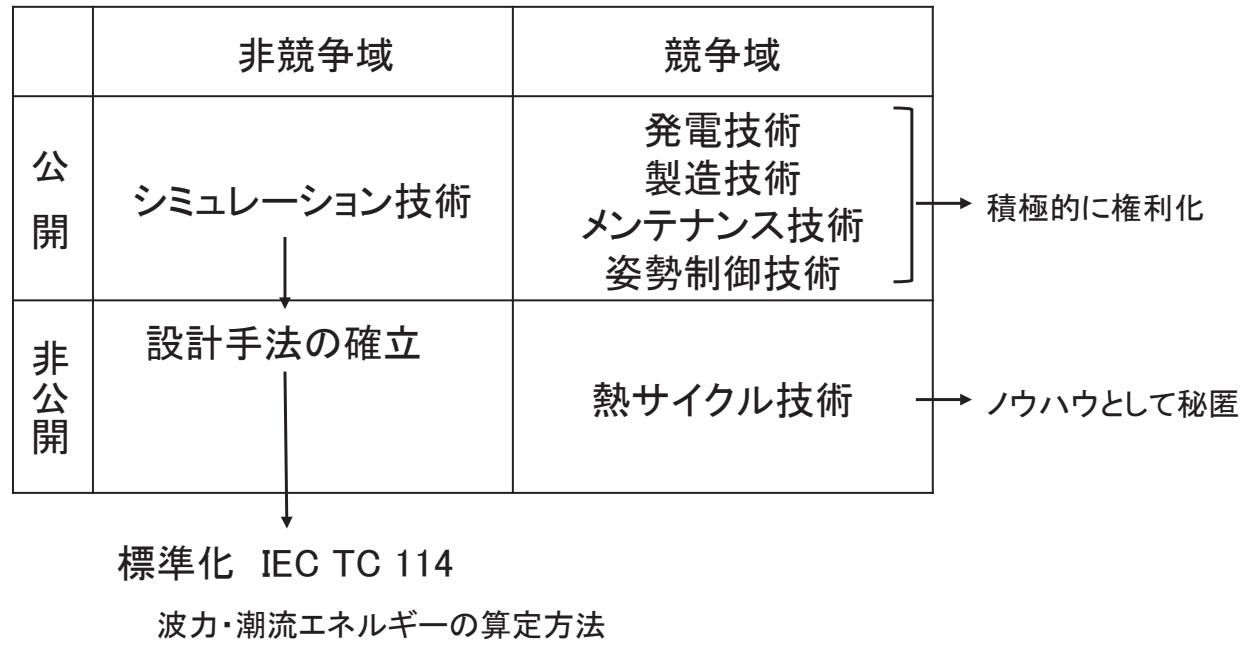 非競争域
競争域
公開
シミュレーション技術
発電技術
製造技術
メンテナンス技術
姿勢制御技術
積極的に権利化
非公開
設計手法の確立
熱サイクル技術
ノウハウとして秘匿
標準化 IEC TC 114
波力・潮流エネルギーの算定方法